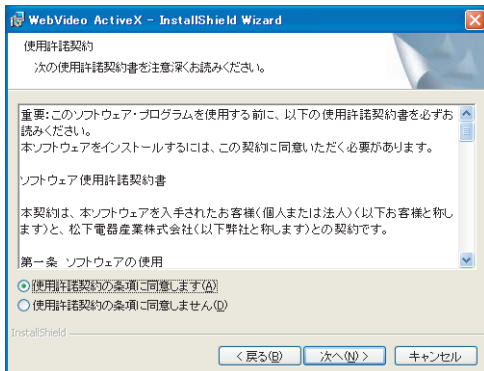 WebVideo ActiveX - InstallShield Wizard
使用許諾契約
次の使用許諾契約書を注意深くお読みください。
重要:このソフトウェア・プログラムを使用する前に、以下の使用許諾契約書を必ずお
読みください。
本ソフトウェアをインストールするには、この契約に同意いただく必要があります。
ソフトウェア使用許諾契約書
本契約は、本ソフトウェアを入手されたお客様(個人または法人)(以下お客様と称し
ます)と、松下電器産業株式会社(以下弊社と称します)との契約です。
第一条 ソフトウェアの使用
使用許諾契約の条項に同意します(A)
使用許諾契約の条項に同意しません(D)
InstallShield
< 戻る(B) 次へ(N) > キャンセル